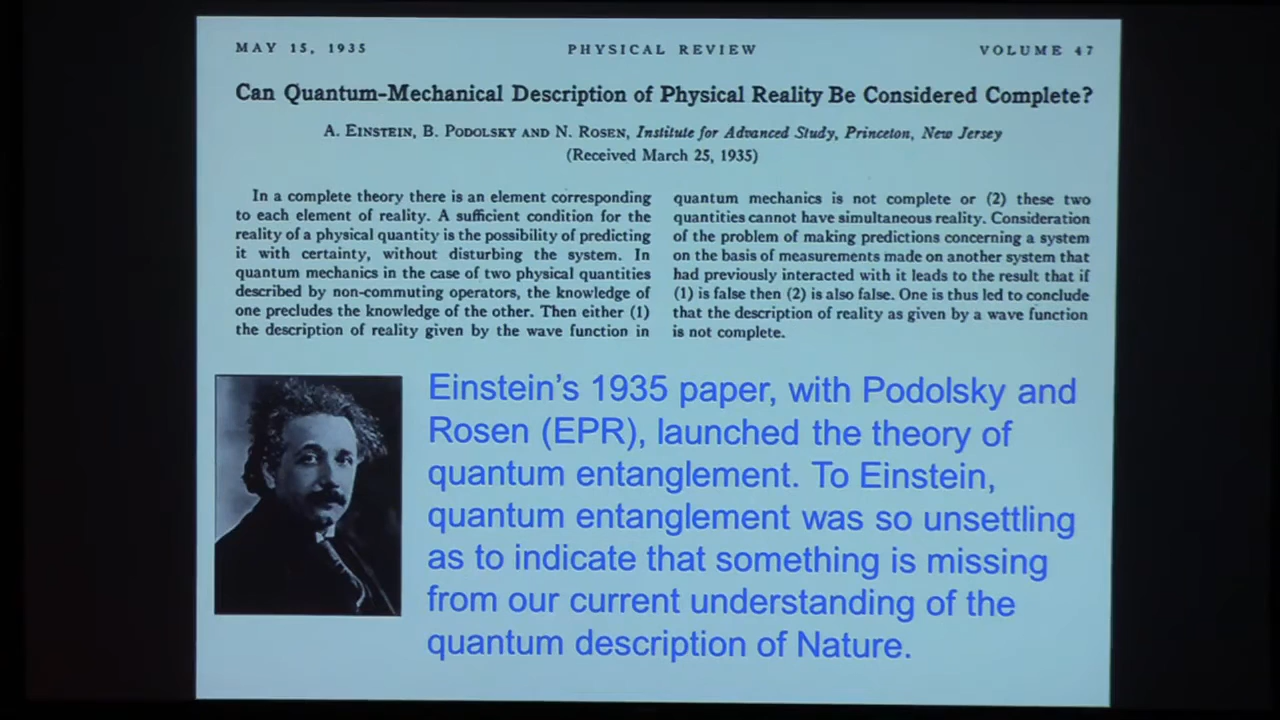 MAY 15, 1935 PHYSICAL REVIEW VOLUME 47
Can Quantum-Mechanical Description of Physical Reality Be Considered Complete?
A. EINSTEIN, B. PODOLSKY AND N. ROSEN, Institute for Advanced Study, Princeton, New Jersey
(Received March 25, 1935)
In a complete theory there is an element corresponding
to each element of reality. A sufficient condition for the
reality of a physical quantity is the possibility of predicting
it with certainty, without disturbing the system. In
quantum mechanics in the case of two physical quantities
described by non-commuting operators, the knowledge of
one precludes the knowledge of the other. Then either (1)
the description of reality given by the wave function in
quantum mechanics is not complete or (2) these two
quantities cannot have simultaneous reality. Consideration
of the problem of making predictions concerning a system
on the basis of measurements made on another system that
had previously interacted with it leads to the result that if
(1) is false then (2) is also false. One is thus led to conclude
that the description of reality as given by a wave function
is not complete.
Einstein's 1935 paper, with Podolsky and
Rosen (EPR), launched the theory of
quantum entanglement. To Einstein,
quantum entanglement was so unsettling
as to indicate that something is missing
from our current understanding of the
quantum description of Nature.